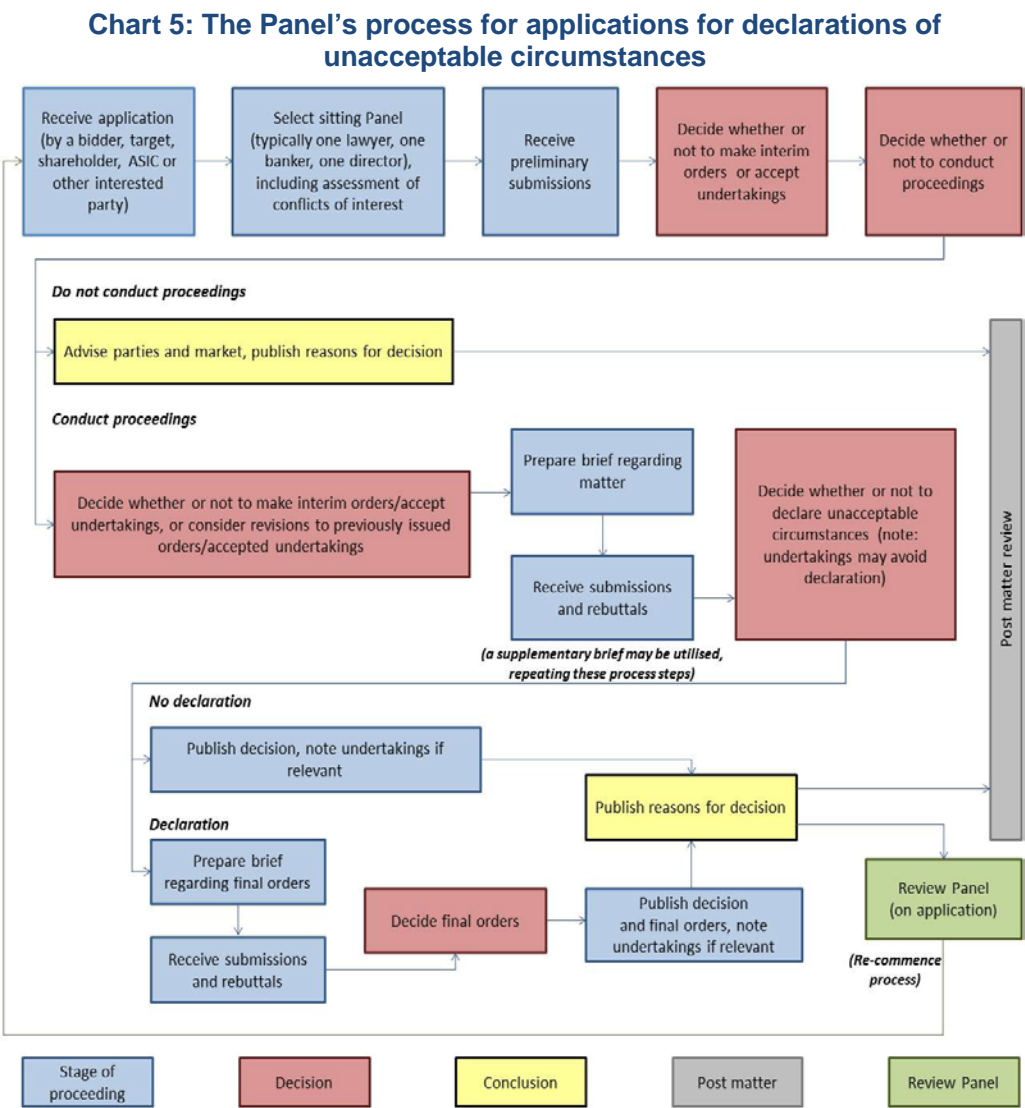 Chart 5: The Panel's process for applications for declarations of
unacceptable circumstances
Receive application
(by a bidder, target,
shareholder, ASIC or
other interested
party)
Select sitting Panel
(typically one lawyer, one
banker, one director),
including assessment of
conflicts of interest
Receive
preliminary
submissions
Decide whether or
not to make interim
orders or accept
undertakings
Decide whether or
not to conduct
proceedings
Do not conduct proceedings
Advise parties and market, publish reasons for decision
Conduct proceedings
Decide whether or not to make interim orders/accept
undertakings, or consider revisions to previously issued
orders/accepted undertakings
Prepare brief regarding
matter
Receive submissions
and rebuttals
(a supplementary brief may be utilised,
repeating these process steps)
Decide whether or not to
declare unacceptable
circumstances (note:
undertakings may avoid
declaration)
Post matter review
No declaration
Publish decision, note undertakings if
relevant
Publish reasons for decision
Declaration
Prepare brief
regarding final orders
Receive submissions
and rebuttals
Decide final orders
Publish decision
and final orders, note
undertakings if relevant
Review Panel
(on application)
(Re-commence
process)
Stage of
proceeding
Decision
Conclusion
Post matter
Review Panel